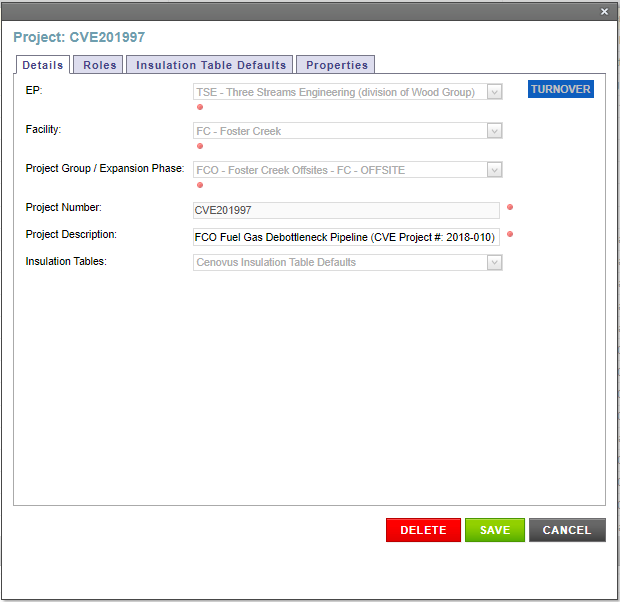 Project: CVE201997
Details Roles Insulation Table Defaults Properties
EP: TSE - Three Streams Engineering (division of Wood Group) TURNOVER
Facility: FC - Foster Creek
Project Group / Expansion Phase: FCO - Foster Creek Offsites - FC - OFFSITE
Project Number: CVE201997
Project Description: FCO Fuel Gas Debottleneck Pipeline (CVE Project #: 2018-010)
Insulation Tables: Cenovus Insulation Table Defaults
DELETE SAVE CANCEL